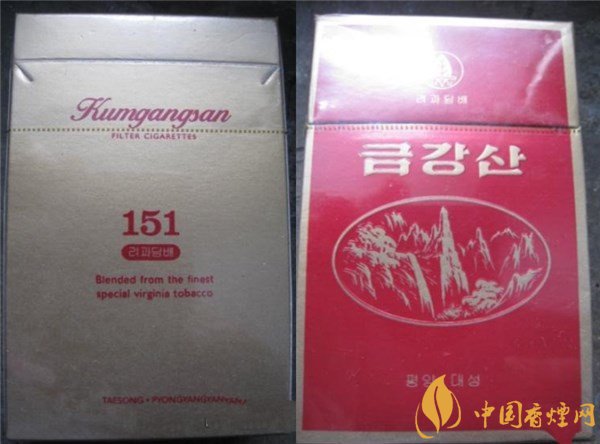 Kumgangsan
FILTER CIGARETTES
151
려과담배
Blended from the finest
special virginia tobacco
TAESONG · PYONGYANG
려과담배
금강산
평양 대성
中国香烟网